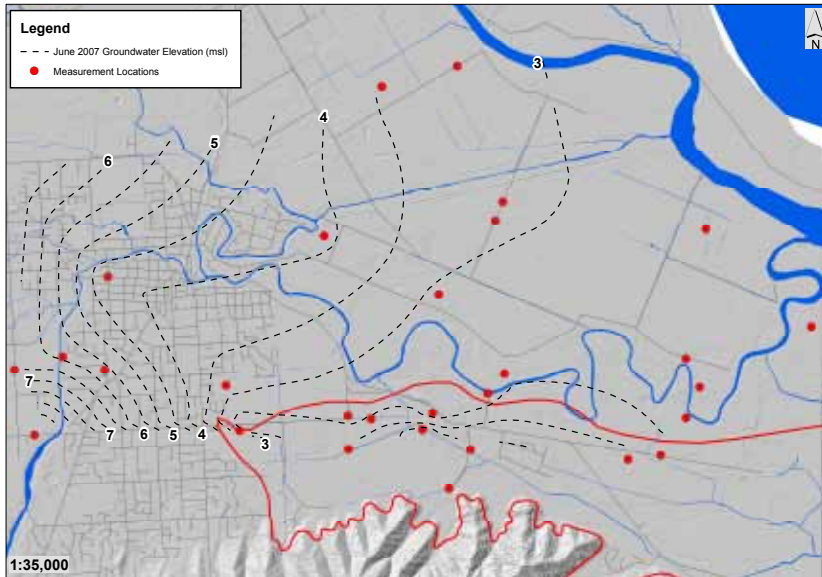 Legend
June 2007 Groundwater Elevation (msl)
Measurement Locations
N
3
4
5
6
7
7
6
5
4
3
1:35,000